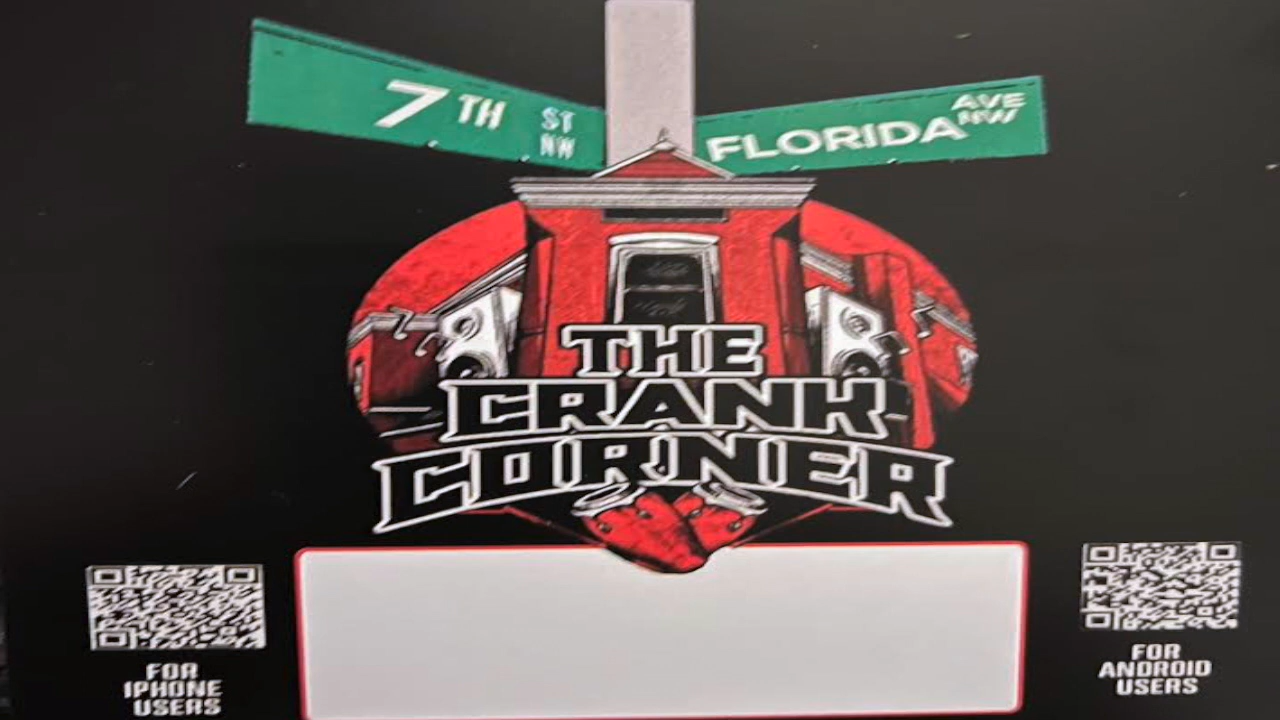 7TH ST NW
FLORIDA AVE NW
THE
CRANK
CORNER
FOR
IPHONE
USERS
FOR
ANDROID
USERS